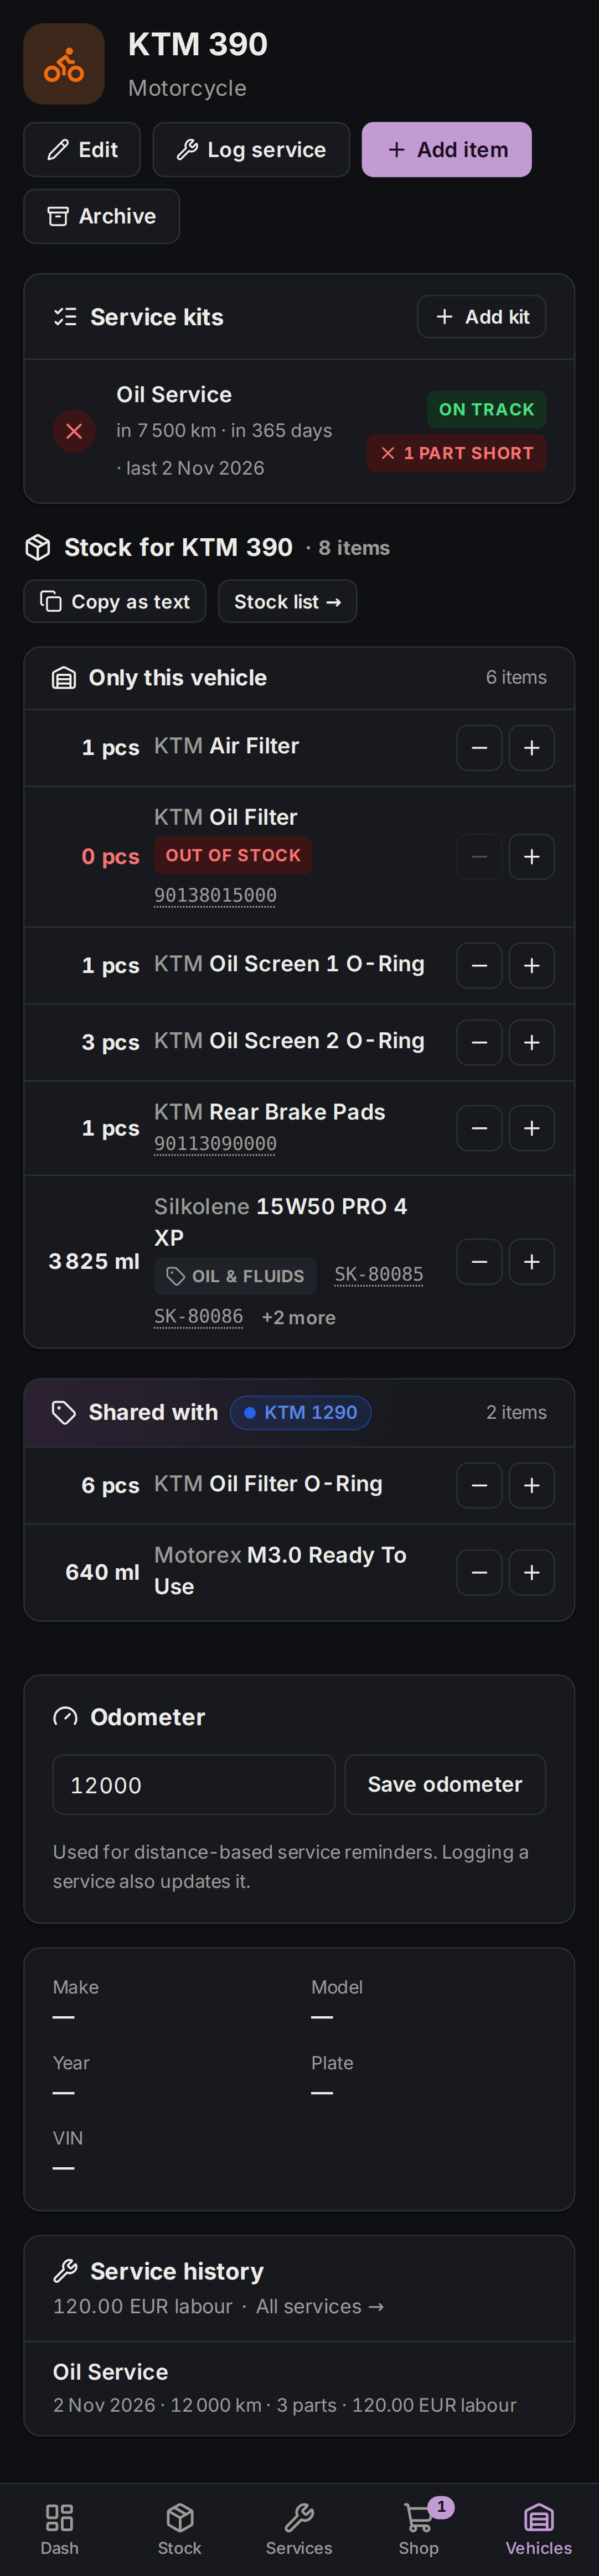 KTM 390
Motorcycle
Edit
Log service
Add item
Archive
Service kits
Add kit
Oil Service
in 7 500 km · in 365 days
· last 2 Nov 2026
ON TRACK
1 PART SHORT
Stock for KTM 390 · 8 items
Copy as text
Stock list →
Only this vehicle
6 items
1 pcs
KTM Air Filter
KTM Oil Filter
0 pcs
OUT OF STOCK
90138015000
1 pcs
KTM Oil Screen 1 O-Ring
3 pcs
KTM Oil Screen 2 O-Ring
1 pcs
KTM Rear Brake Pads
90113090000
Silkolene 15W50 PRO 4
XP
3 825 ml
OIL & FLUIDS
SK-80085
SK-80086
+2 more
Shared with
KTM 1290
2 items
6 pcs
KTM Oil Filter O-Ring
640 ml
Motorex M3.0 Ready To
Use
Odometer
12000
Save odometer
Used for distance-based service reminders. Logging a
service also updates it.
Make
—
Model
—
Year
—
Plate
—
VIN
—
Service history
120.00 EUR labour · All services →
Oil Service
2 Nov 2026 · 12 000 km · 3 parts · 120.00 EUR labour
1
Dash
Stock
Services
Shop
Vehicles